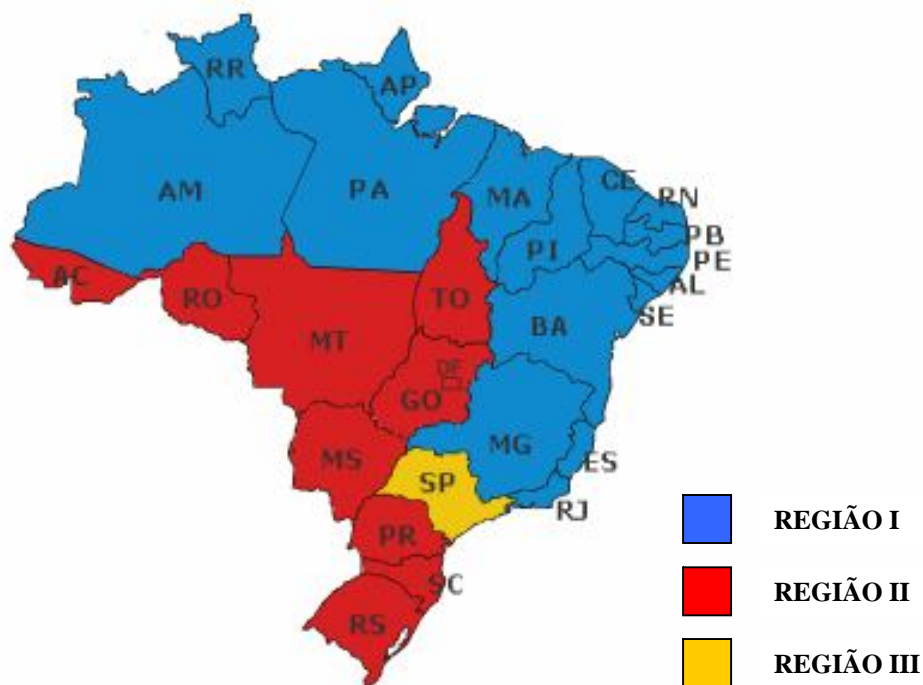 RR
AP
AM
PA
MA
CE
RN
PB
PI
PE
AL
AC
RO
TO
SE
BA
MT
DF
GO
MG
MS
SP
ES
RJ
PR
SC
RS
REGIÃO I
REGIÃO II
REGIÃO III